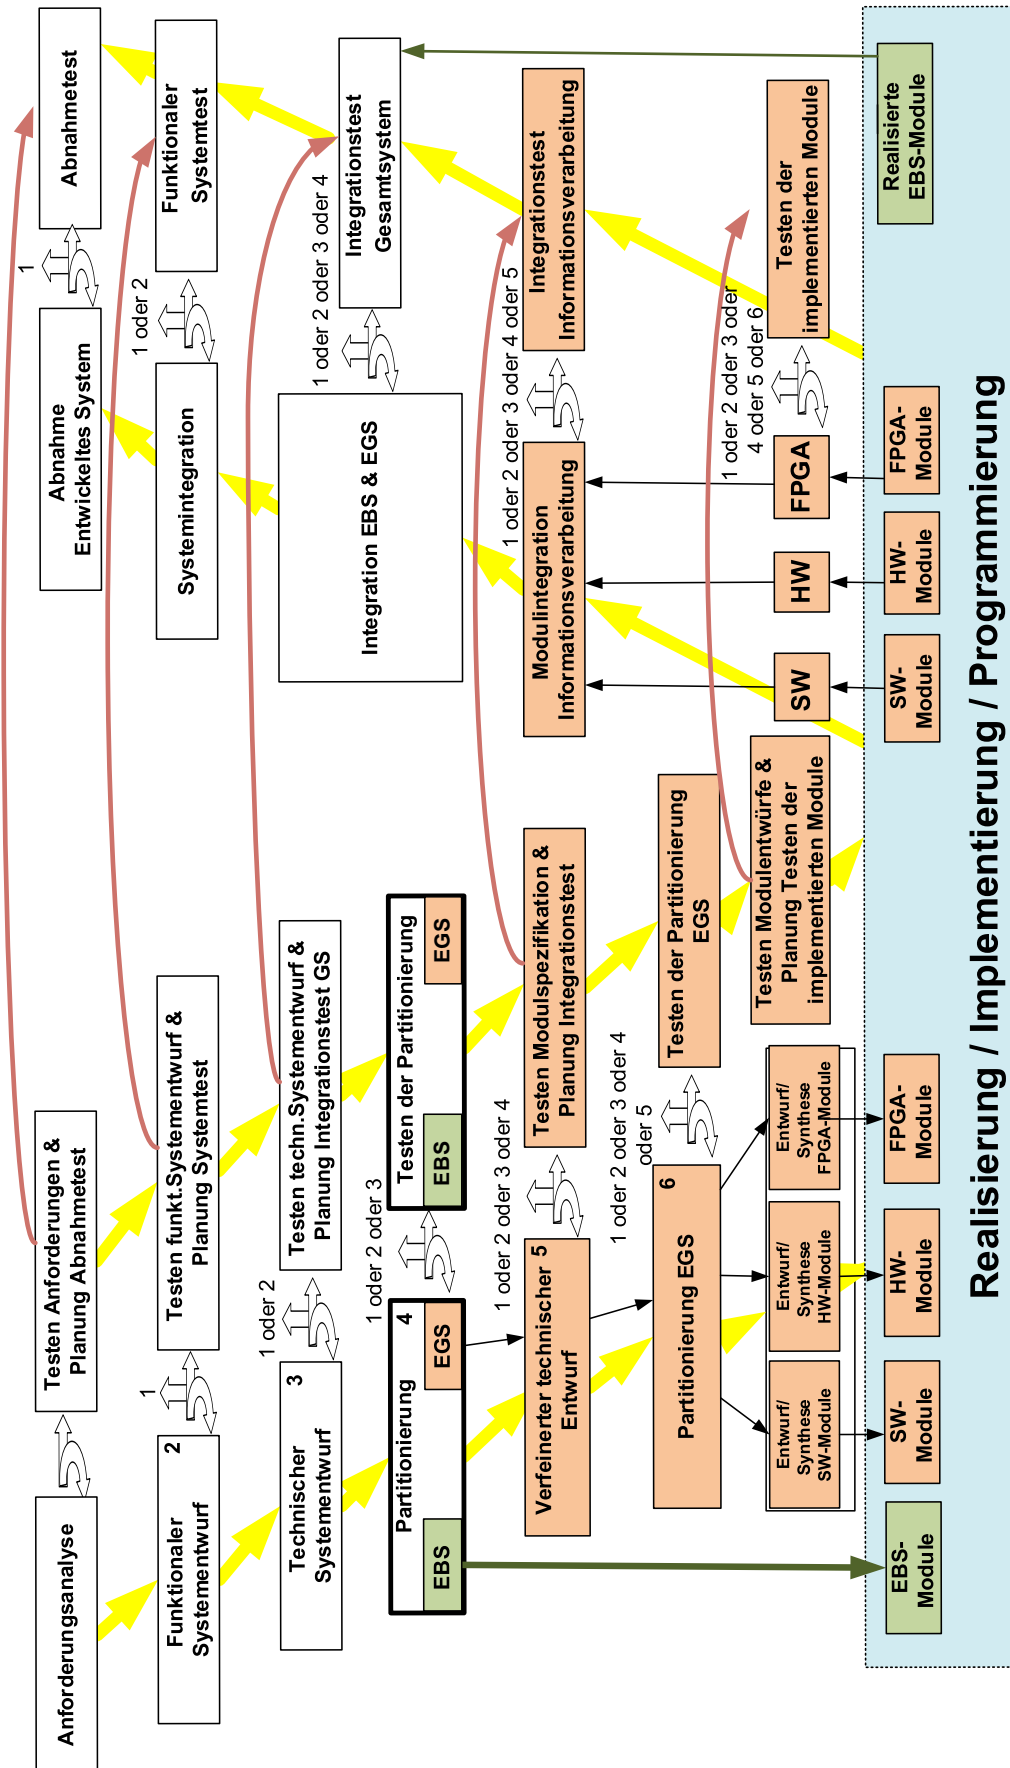 Anforderungsanalyse
Testen Anforderungen &
Planung Abnahmetest
Abnahme
Entwickeltes System
1
Abnahmetest
Funktionaler
Systementwurf
2
1
Testen funkt.Systementwurf &
Planung Systemtest
Systemintegration
1 oder 2
Funktionaler
Systemtest
Technischer
Systementwurf
3
1 oder 2
Testen techn.Systementwurf &
Planung Integrationstest GS
Integration EBS & EGS
1 oder 2 oder 3 oder 4
Integrationstest
Gesamtsystem
Partitionierung
4
EBS
EGS
1 oder 2 oder 3
Testen der Partitionierung
EBS
EGS
Verfeinerter technischer
Entwurf
5
1 oder 2 oder 3 oder 4
Testen Modulspezifikation &
Planung Integrationstest
Modulintegration
Informationsverarbeitung
1 oder 2 oder 3 oder 4 oder 5
Integrationstest
Informationsverarbeitung
Partitionierung EGS
6
1 oder 2 oder 3 oder 4
oder 5
Testen der Partitionierung
EGS
Entwurf/
Synthese
SW-Module
Entwurf/
Synthese
HW-Module
Entwurf/
Synthese
FPGA-Module
Testen Modulentwürfe &
Planung Testen der
implementierten Module
SW
HW
FPGA
1 oder 2 oder 3 oder
4 oder 5 oder 6
Testen der
implementierten Module
EBS-
Module
SW-
Module
HW-
Module
FPGA-
Module
SW-
Module
HW-
Module
FPGA-
Module
Realisierte
EBS-Module
Realisierung / Implementierung / Programmierung